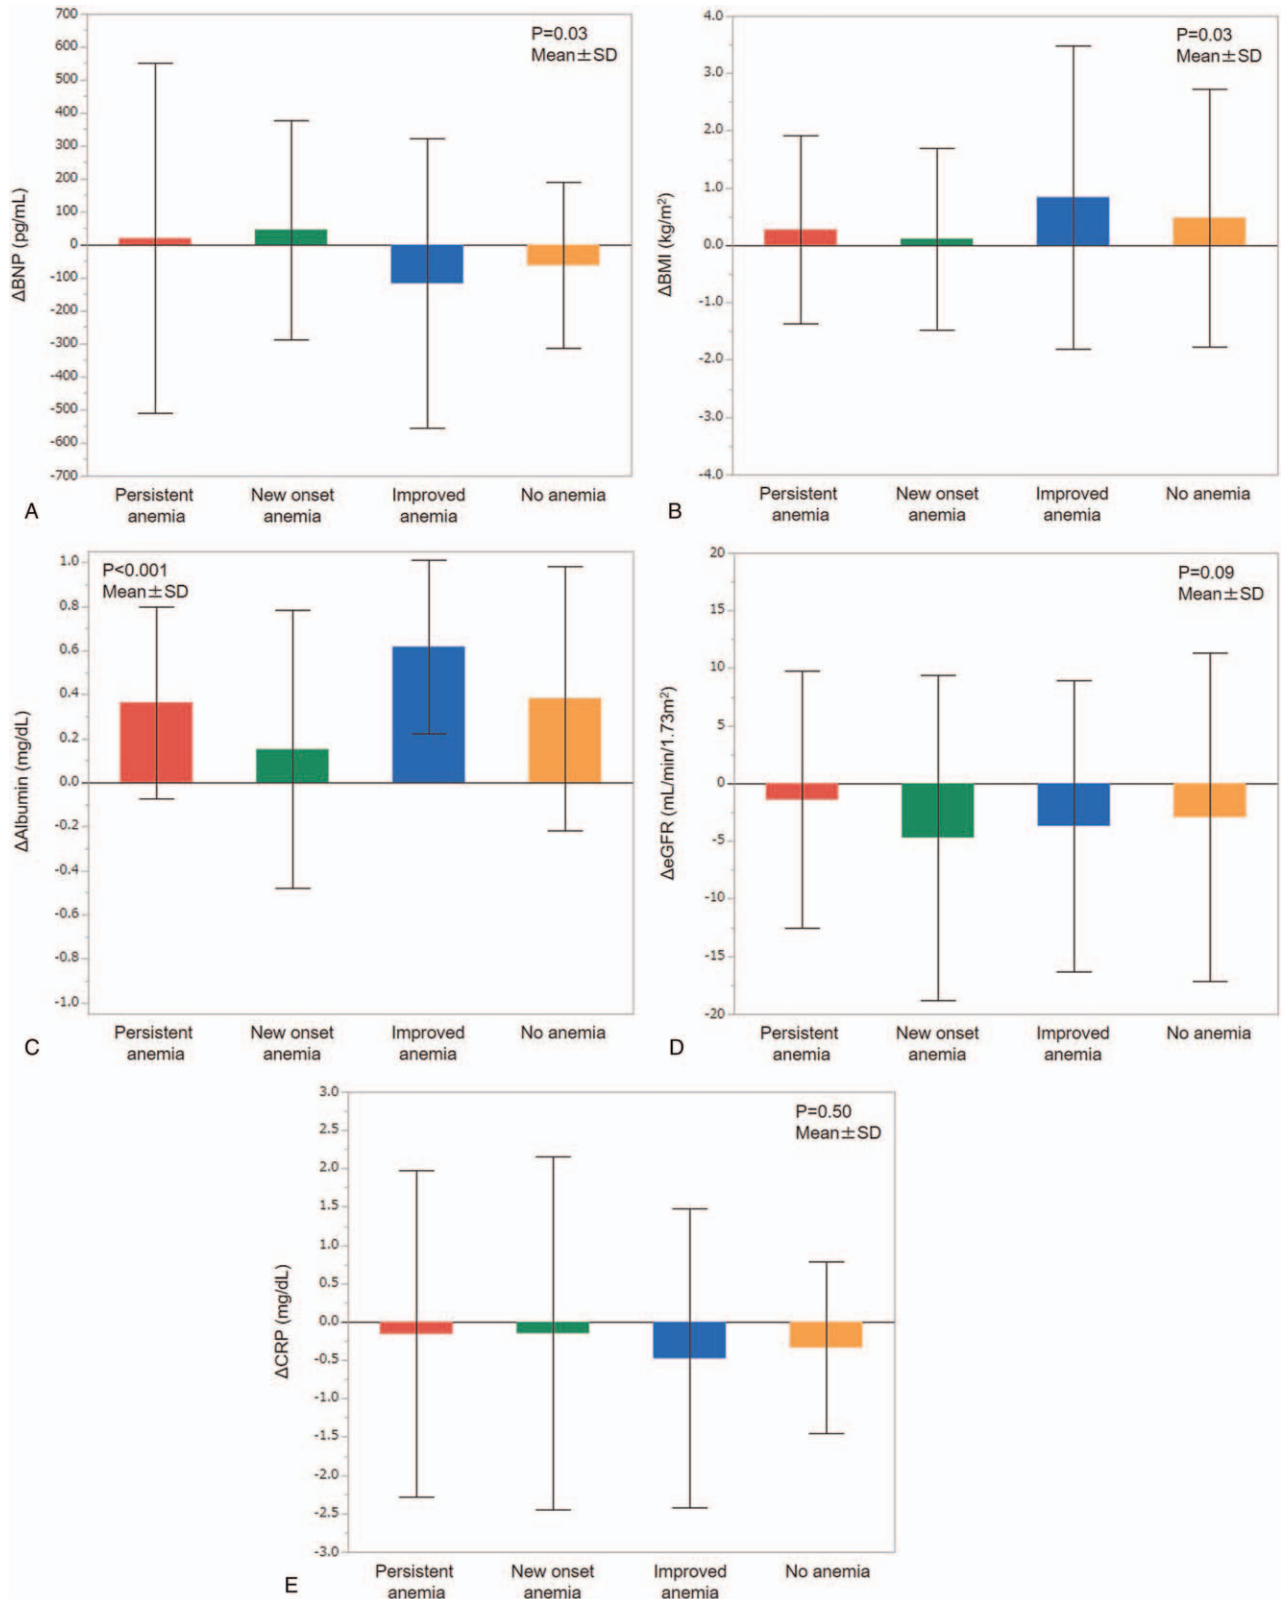 700
600
500
400
300
200
100
0
-100
-200
-300
-400
-500
-600
-700
ΔBNP (pg/mL)
P=0.03
Mean±SD
Persistent anemia
New onset anemia
Improved anemia
No anemia
A
4.0
3.0
2.0
1.0
0.0
-1.0
-2.0
-3.0
-4.0
ΔBMI (kg/m²)
P=0.03
Mean±SD
Persistent anemia
New onset anemia
Improved anemia
No anemia
B
1.0
0.8
0.6
0.4
0.2
0.0
-0.2
-0.4
-0.6
-0.8
-1.0
ΔAlbumin (mg/dL)
P<0.001
Mean±SD
Persistent anemia
New onset anemia
Improved anemia
No anemia
C
20
15
10
5
0
-5
-10
-15
-20
ΔeGFR (mL/min/1.73m²)
P=0.09
Mean±SD
Persistent anemia
New onset anemia
Improved anemia
No anemia
D
3.0
2.5
2.0
1.5
1.0
0.5
0.0
-0.5
-1.0
-1.5
-2.0
-2.5
-3.0
ΔCRP (mg/dL)
P=0.50
Mean±SD
Persistent anemia
New onset anemia
Improved anemia
No anemia
E